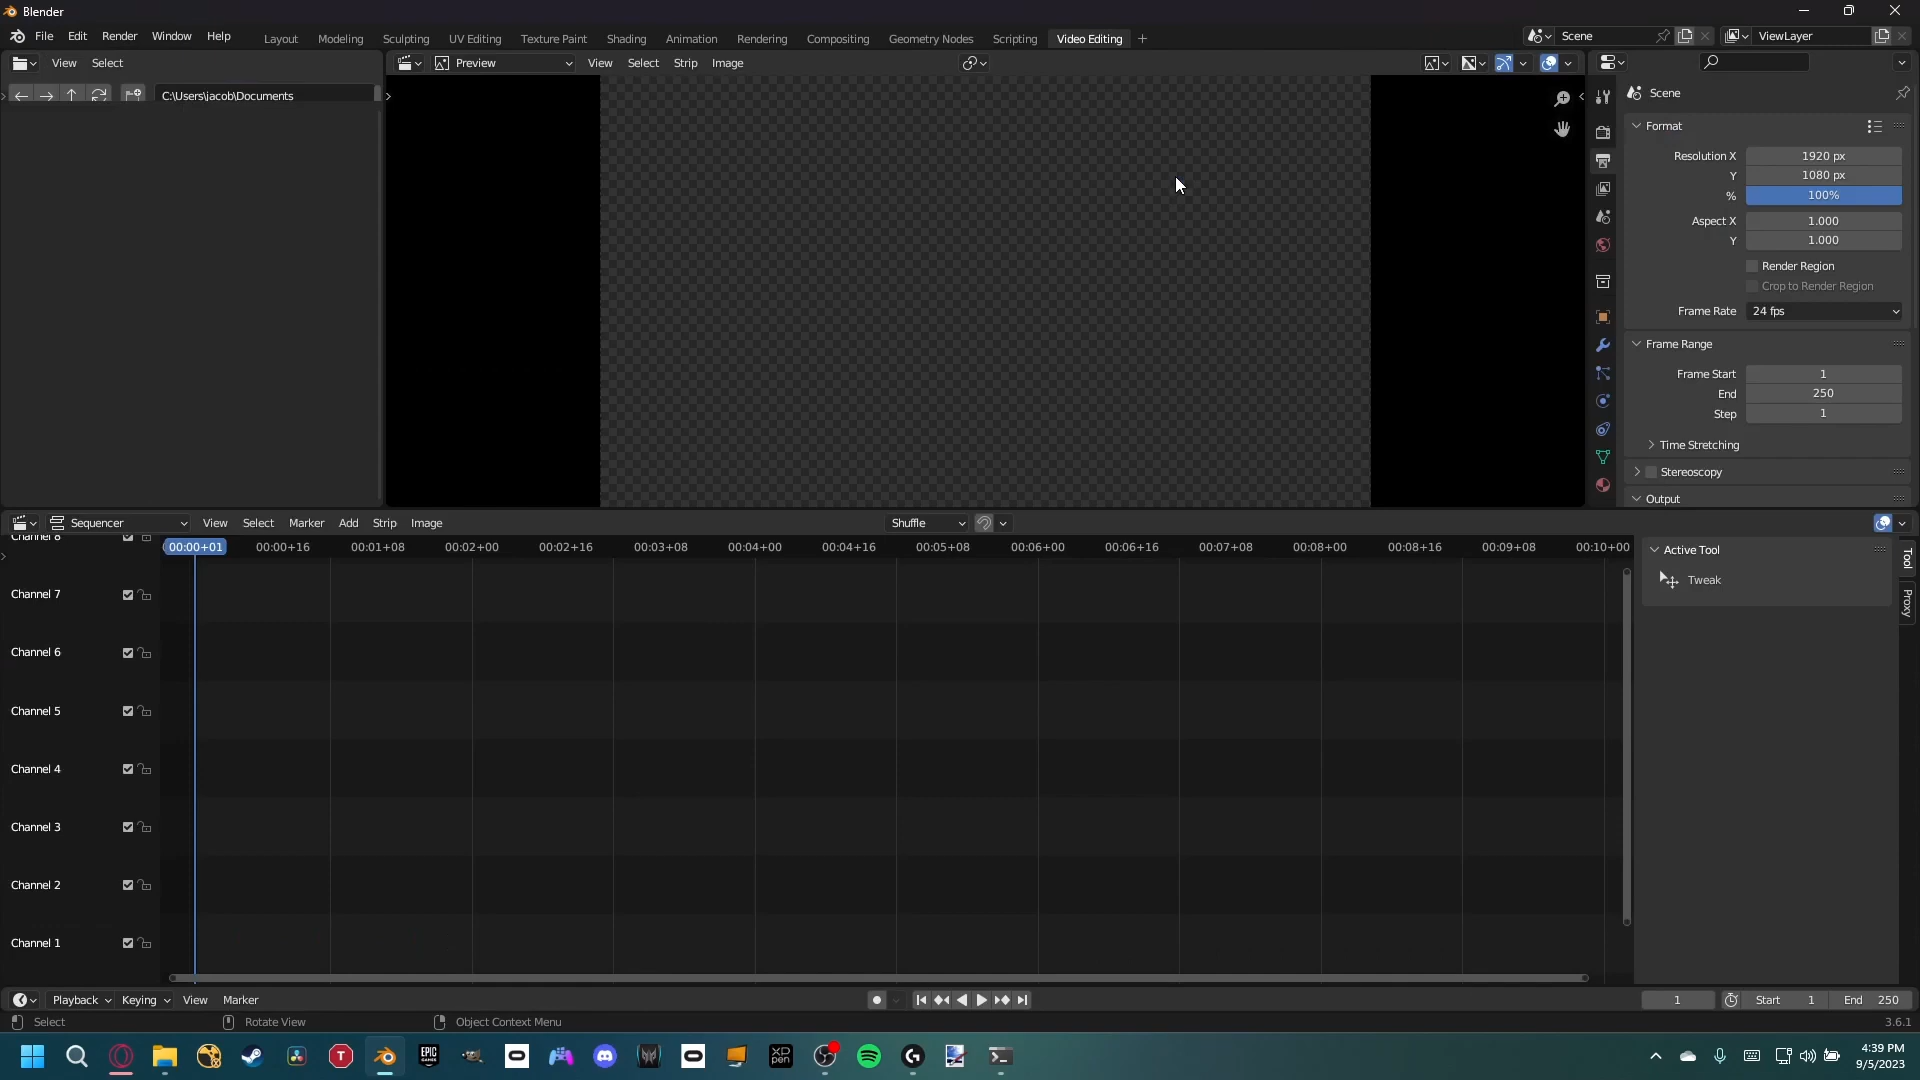 Blender
File Edit Render Window Help Layout Modeling Sculpting UV Editing Texture Paint Shading Animation Rendering Compositing Geometry Nodes Scripting Video Editing + Scene ViewLayer
View Select
Preview View Select Strip Image
C:\Users\jacob\Documents
Scene
Format
Resolution X 1920 px
Y 1080 px
% 100%
Aspect X 1.000
Y 1.000
Render Region
Crop to Render Region
Frame Rate 24 fps
Frame Range
Frame Start 1
End 250
Step 1
Time Stretching
Stereoscopy
Output
Sequencer View Select Marker Add Strip Image Shuffle
Channel 8
00:00+01 00:00+16 00:01+08 00:02+00 00:02+16 00:03+08 00:04+00 00:04+16 00:05+08 00:06+00 00:06+16 00:07+08 00:08+00 00:08+16 00:09+08 00:10+00
Active Tool
Tweak
Tool
Proxy
Channel 7
Channel 6
Channel 5
Channel 4
Channel 3
Channel 2
Channel 1
Playback Keying View Marker 1 Start 1 End 250
Select Rotate View Object Context Menu 3.6.1
T
EPIC
GAMES
XP
PEN
G
4:39 PM
9/5/2023